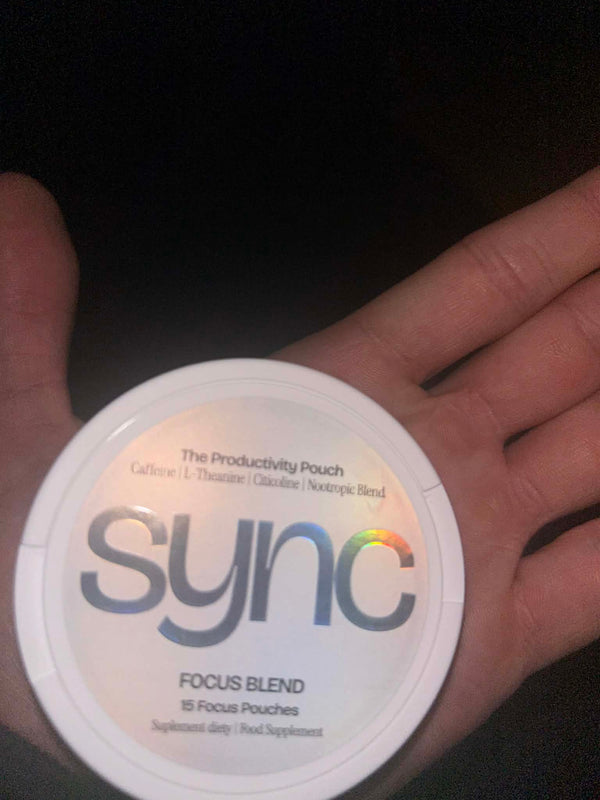 The Productivity Pouch
Caffeine | L-Theanine | Citicoline | Nootropic Blend
sync
FOCUS BLEND
15 Focus Pouches
Suplement diety | Food Supplement